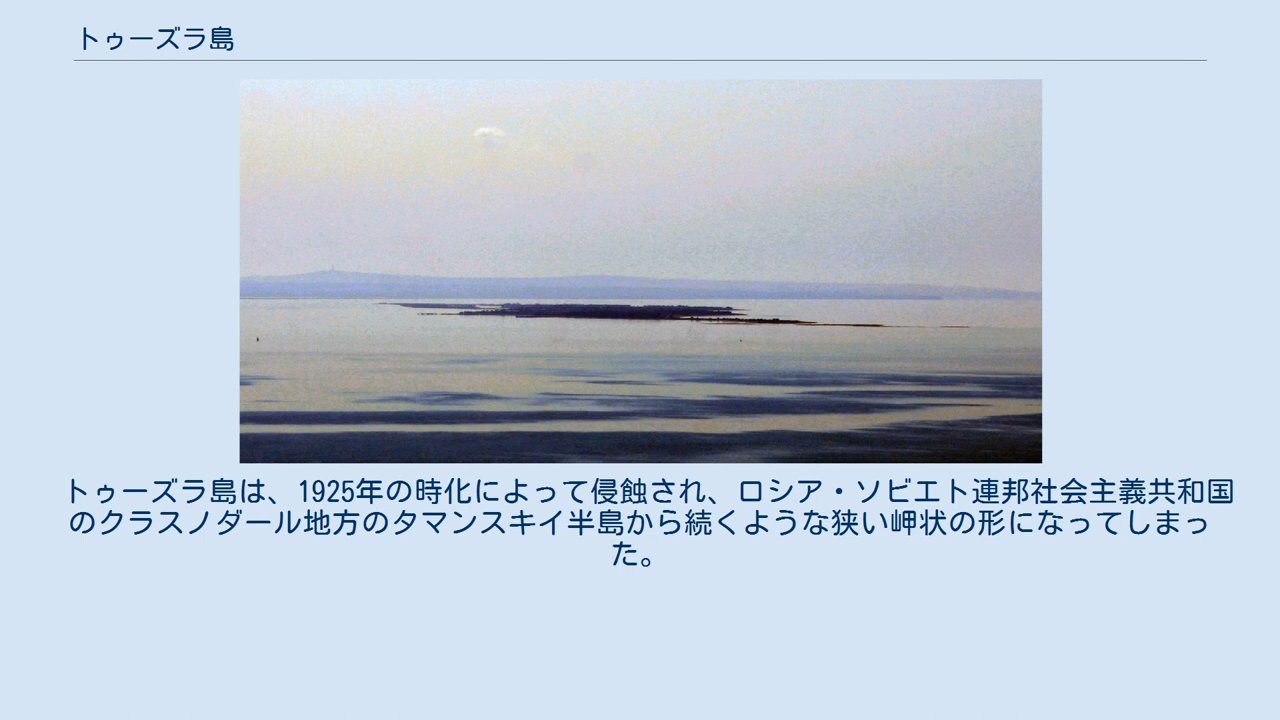 トゥーズラ島
トゥーズラ島は、1925年の時化によって侵蝕され、ロシア・ソビエト連邦社会主義共和国
のクラスノダール地方のタマンスキイ半島から続くような狭い岬状の形になってしまっ
た。